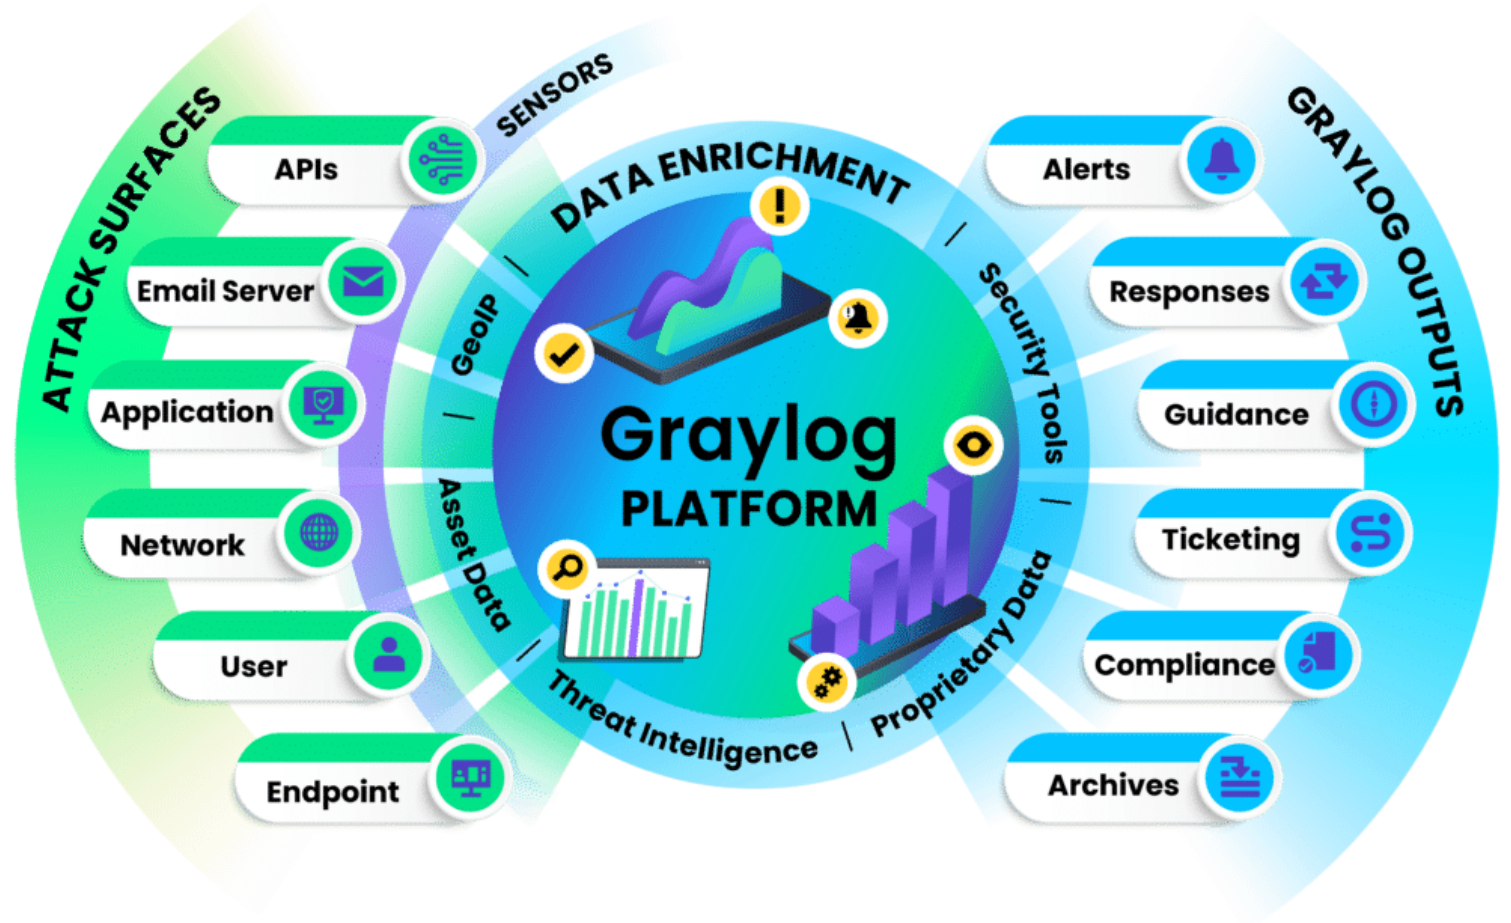 ATTACK SURFACES
APIs
Email Server
Application
Network
User
Endpoint
SENSORS
DATA ENRICHMENT
GeoIP
Asset Data
Threat Intelligence
Proprietary Data
Security Tools
Graylog
PLATFORM
GRAYLOG OUTPUTS
Alerts
Responses
Guidance
Ticketing
Compliance
Archives